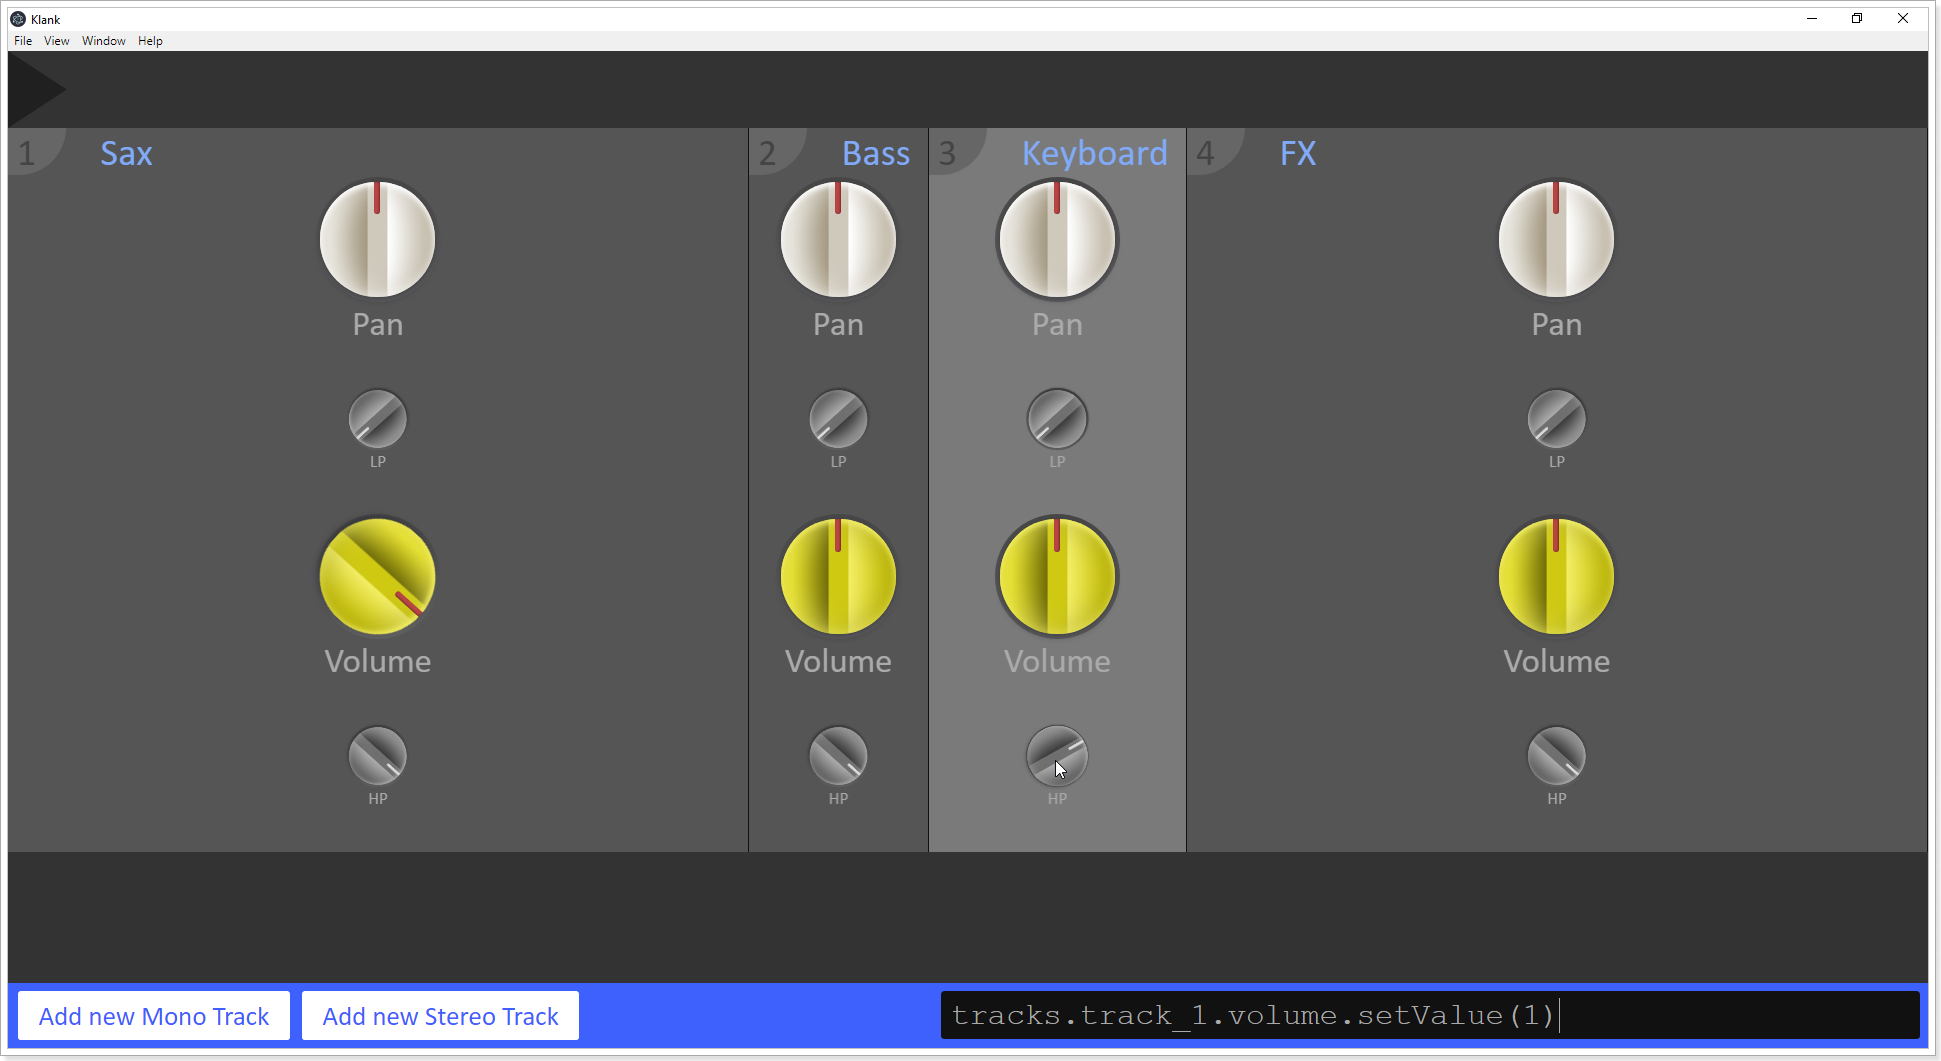 Klank
File View Window Help
1 Sax
Pan
LP
Volume
HP
2 Bass
Pan
LP
Volume
HP
3 Keyboard
Pan
LP
Volume
HP
4 FX
Pan
LP
Volume
HP
Add new Mono Track
Add new Stereo Track
tracks.track_1.volume.setValue(1)